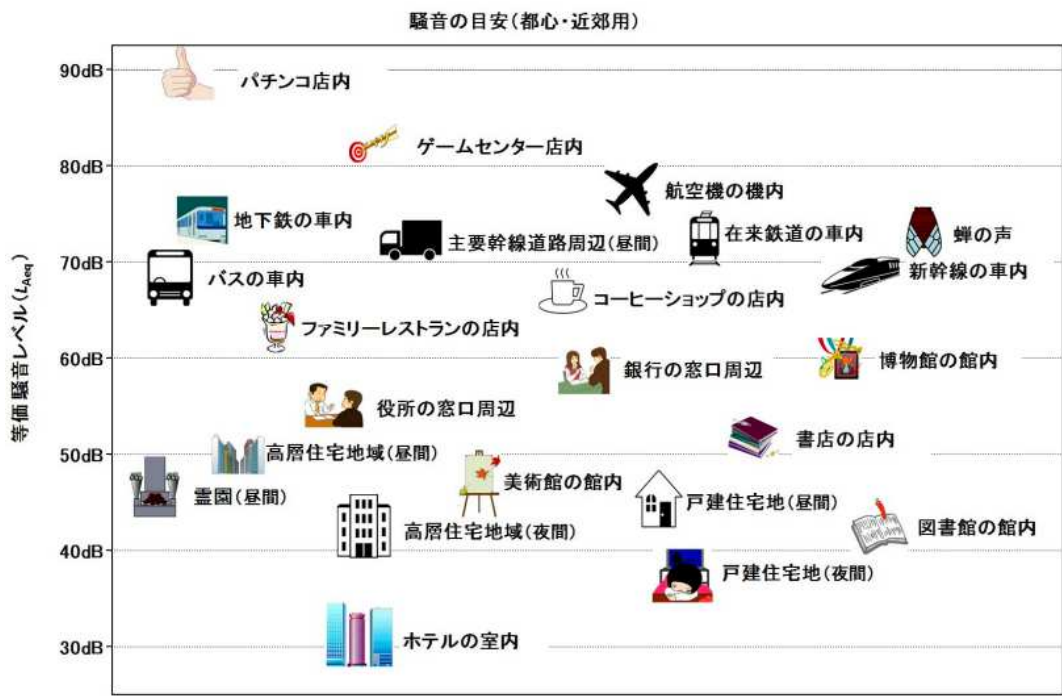 騒音の目安(都心・近郊用)
等価騒音レベル(LAeq)
90dB
パチンコ店内
ゲームセンター店内
80dB
航空機の機内
地下鉄の車内
主要幹線道路周辺(昼間)
在来鉄道の車内
蝉の声
70dB
バスの車内
新幹線の車内
コーヒーショップの店内
ファミリーレストランの店内
60dB
銀行の窓口周辺
博物館の館内
役所の窓口周辺
書店の店内
50dB
高層住宅地域(昼間)
霊園(昼間)
美術館の館内
戸建住宅地(昼間)
高層住宅地域(夜間)
図書館の館内
40dB
戸建住宅地(夜間)
ホテルの室内
30dB